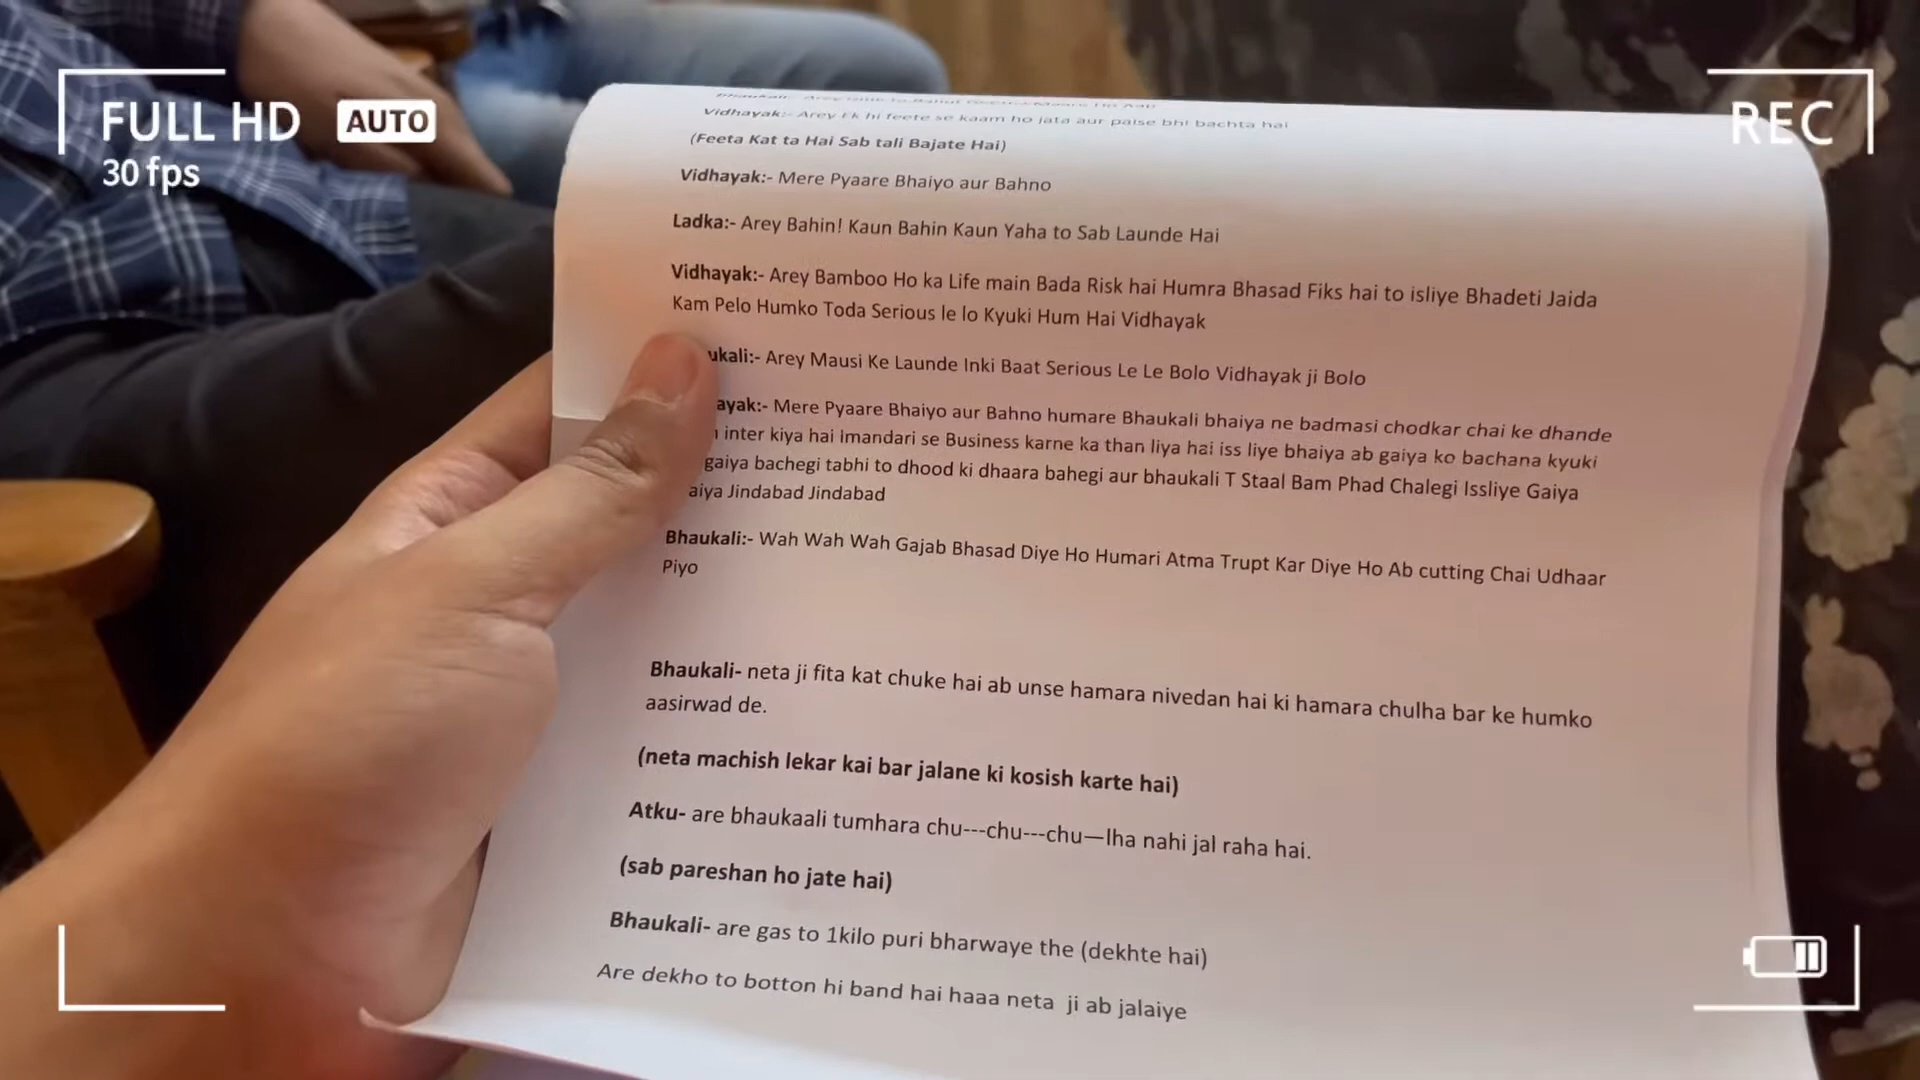 FULL HD AUTO
30 fps
REC
Vidhayak:- Arey Ek hi feete se kaam ho jata aur paise bhi bachta hai
(Feeta Kat ta Hai Sab tali Bajate Hai)
Vidhayak:- Mere Pyaare Bhaiyo aur Bahno
Ladka:- Arey Bahin! Kaun Bahin Kaun Yaha to Sab Launde Hai
Vidhayak:- Arey Bamboo Ho ka Life main Bada Risk hai Humra Bhasad Fiks hai to isliye Bhadeti Jaida
Kam Pelo Humko Toda Serious le lo Kyuki Hum Hai Vidhayak
ukali:- Arey Mausi Ke Launde Inki Baat Serious Le Le Bolo Vidhayak ji Bolo
ayak:- Mere Pyaare Bhaiyo aur Bahno humare Bhaukali bhaiya ne badmasi chodkar chai ke dhande
inter kiya hai Imandari se Business karne ka than liya hai iss liye bhaiya ab gaiya ko bachana kyuki
gaiya bachegi tabhi to dhood ki dhaara bahegi aur bhaukali T Staal Bam Phad Chalegi Issliye Gaiya
aiya Jindabad Jindabad
Bhaukali:- Wah Wah Wah Gajab Bhasad Diye Ho Humari Atma Trupt Kar Diye Ho Ab cutting Chai Udhaar
Piyo
Bhaukali- neta ji fita kat chuke hai ab unse hamara nivedan hai ki hamara chulha bar ke humko
aasirwad de.
(neta machish lekar kai bar jalane ki kosish karte hai)
Atku- are bhaukaali tumhara chu---chu---chu—lha nahi jal raha hai.
(sab pareshan ho jate hai)
Bhaukali- are gas to 1kilo puri bharwaye the (dekhte hai)
Are dekho to botton hi band hai haaa neta ji ab jalaiye